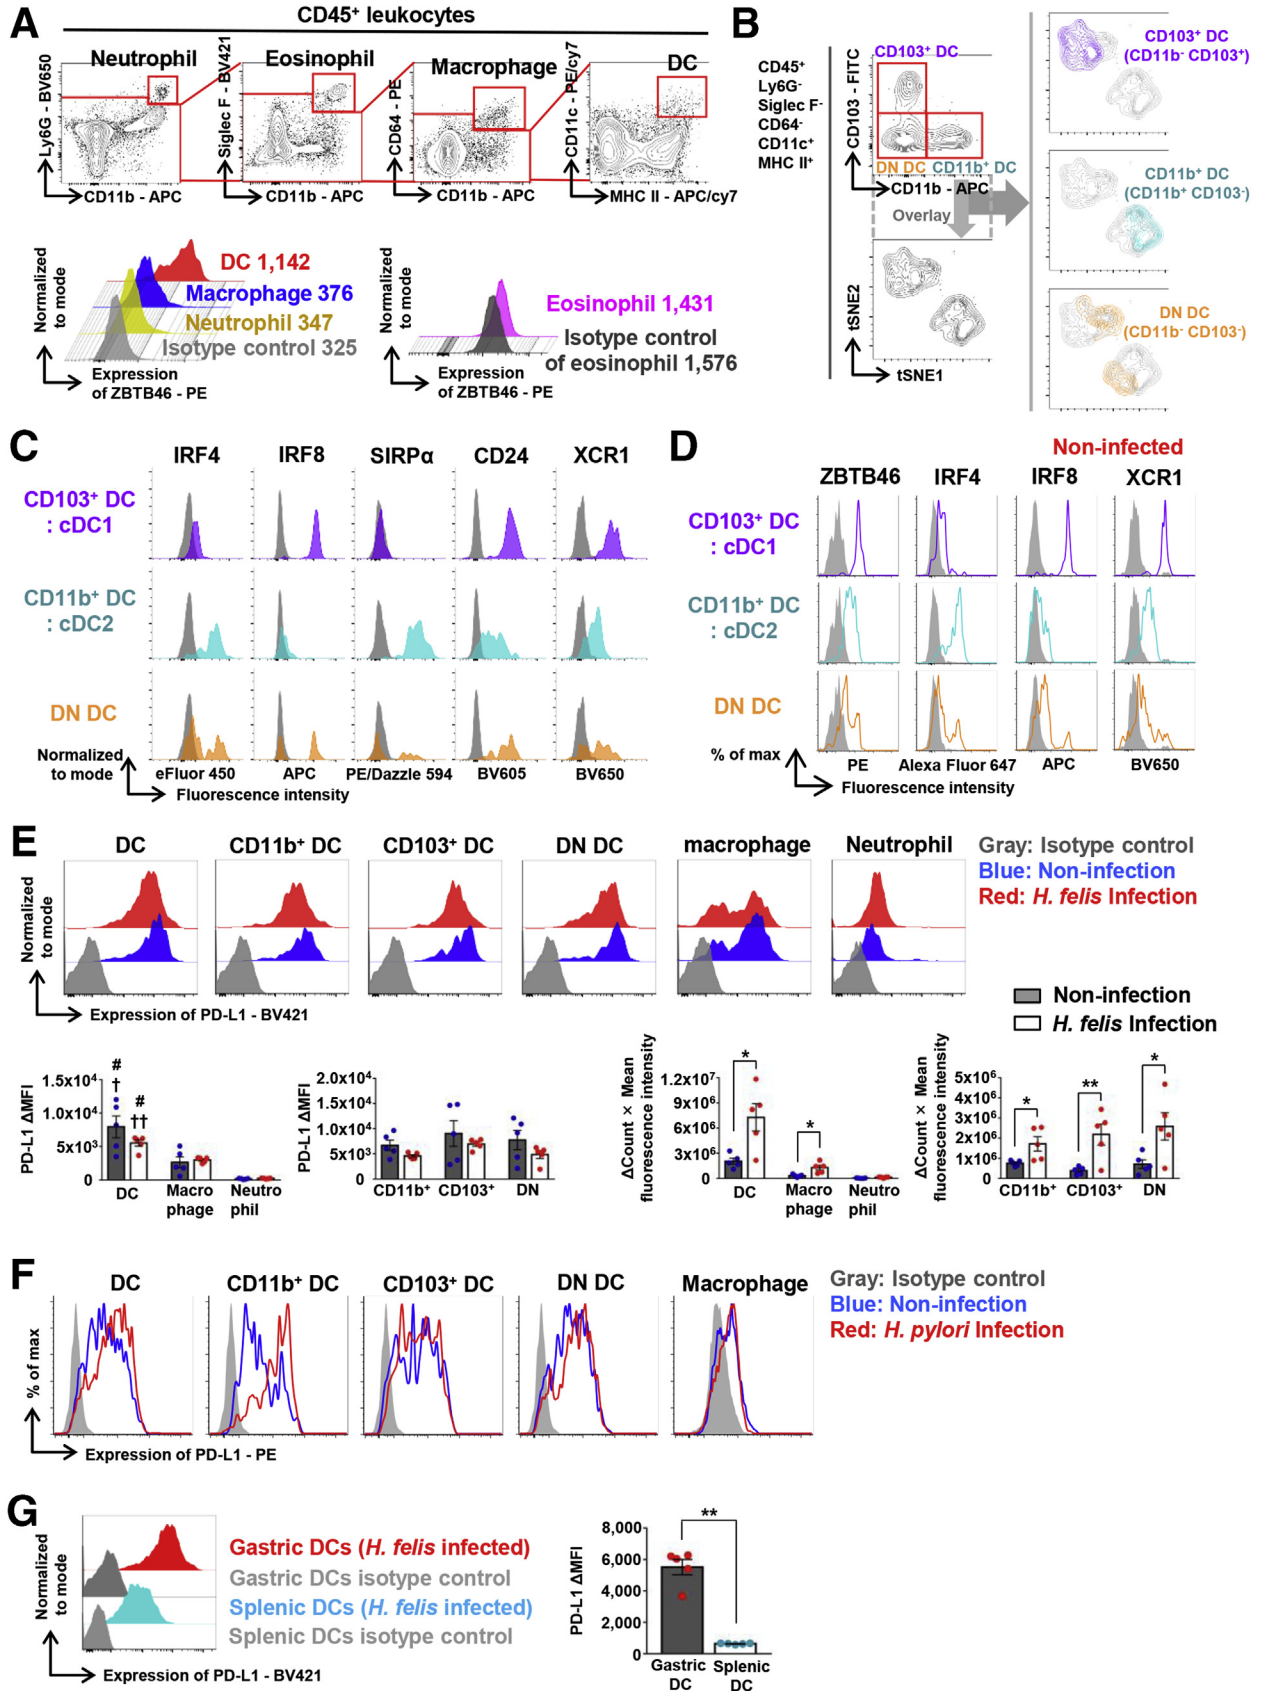 A
CD45⁺ leukocytes
Neutrophil
Eosinophil
Macrophage
DC
Ly6G - BV650
Siglec F - BV421
CD64 - PE
CD11c - PE/cy7
CD11b - APC
CD11b - APC
CD11b - APC
MHC II - APC/cy7
Normalized
to mode
DC 1,142
Macrophage 376
Neutrophil 347
Isotype control 325
Expression
of ZBTB46 - PE
Normalized
to mode
Eosinophil 1,431
Isotype control
of eosinophil 1,576
Expression
of ZBTB46 - PE
B
CD45⁺
Ly6G⁻
Siglec F⁻
CD64⁻
CD11c⁺
MHC II⁺
CD103⁺ DC
CD103 - FITC
DN DC
CD11b⁺ DC
CD11b - APC
Overlay
tSNE2
tSNE1
CD103⁺ DC
(CD11b⁻ CD103⁺)
CD11b⁺ DC
(CD11b⁺ CD103⁻)
DN DC
(CD11b⁻ CD103⁻)
C
IRF4
IRF8
SIRPα
CD24
XCR1
CD103⁺ DC
: cDC1
CD11b⁺ DC
: cDC2
DN DC
Normalized
to mode
eFluor 450
APC
PE/Dazzle 594
BV605
BV650
Fluorescence intensity
D
Non-infected
ZBTB46
IRF4
IRF8
XCR1
CD103⁺ DC
: cDC1
CD11b⁺ DC
: cDC2
DN DC
% of max
PE
Alexa Fluor 647
APC
BV650
Fluorescence intensity
E
DC
CD11b⁺ DC
CD103⁺ DC
DN DC
macrophage
Neutrophil
Gray: Isotype control
Blue: Non-infection
Red: H. felis Infection
Normalized
to mode
Expression of PD-L1 - BV421
Non-infection
H. felis Infection
PD-L1 ΔMFI
1.5x10⁴
1.0x10⁴
5x10³
0
#
†
#
††
DC
Macro
phage
Neutro
phil
PD-L1 ΔMFI
2.0x10⁴
1.5x10⁴
1.0x10⁴
5x10³
0
CD11b⁺
CD103⁺
DN
ΔCount × Mean
fluorescence intensity
1.2x10⁷
9x10⁶
6x10⁶
3x10⁶
0
*
*
DC
Macro
phage
Neutro
phil
ΔCount × Mean
fluorescence intensity
5x10⁶
4x10⁶
3x10⁶
2x10⁶
1x10⁶
0
*
**
*
CD11b⁺
CD103⁺
DN
F
DC
CD11b⁺ DC
CD103⁺ DC
DN DC
Macrophage
Gray: Isotype control
Blue: Non-infection
Red: H. pylori Infection
% of max
Expression of PD-L1 - PE
G
Normalized
to mode
Gastric DCs (H. felis infected)
Gastric DCs isotype control
Splenic DCs (H. felis infected)
Splenic DCs isotype control
Expression of PD-L1 - BV421
PD-L1 ΔMFI
8,000
6,000
4,000
2,000
0
**
Gastric
DC
Splenic
DC